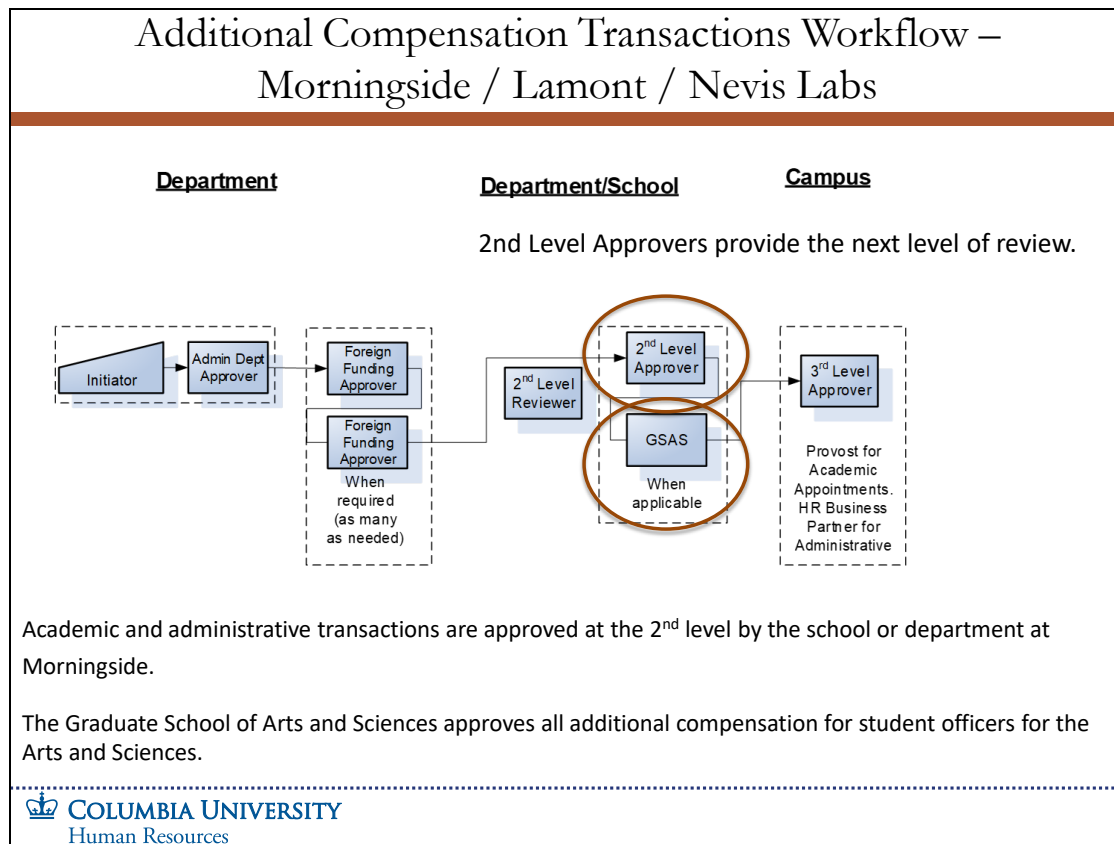 Additional Compensation Transactions Workflow –
Morningside / Lamont / Nevis Labs
Department
Department/School
Campus
2nd Level Approvers provide the next level of review.
Initiator
Admin Dept
Approver
Foreign
Funding
Approver
Foreign
Funding
Approver
When
required
(as many
as needed)
2nd Level
Reviewer
2nd Level
Approver
GSAS
When
applicable
3rd Level
Approver
Provost for
Academic
Appointments.
HR Business
Partner for
Administrative
Academic and administrative transactions are approved at the 2nd level by the school or department at
Morningside.
The Graduate School of Arts and Sciences approves all additional compensation for student officers for the
Arts and Sciences.
COLUMBIA UNIVERSITY
Human Resources